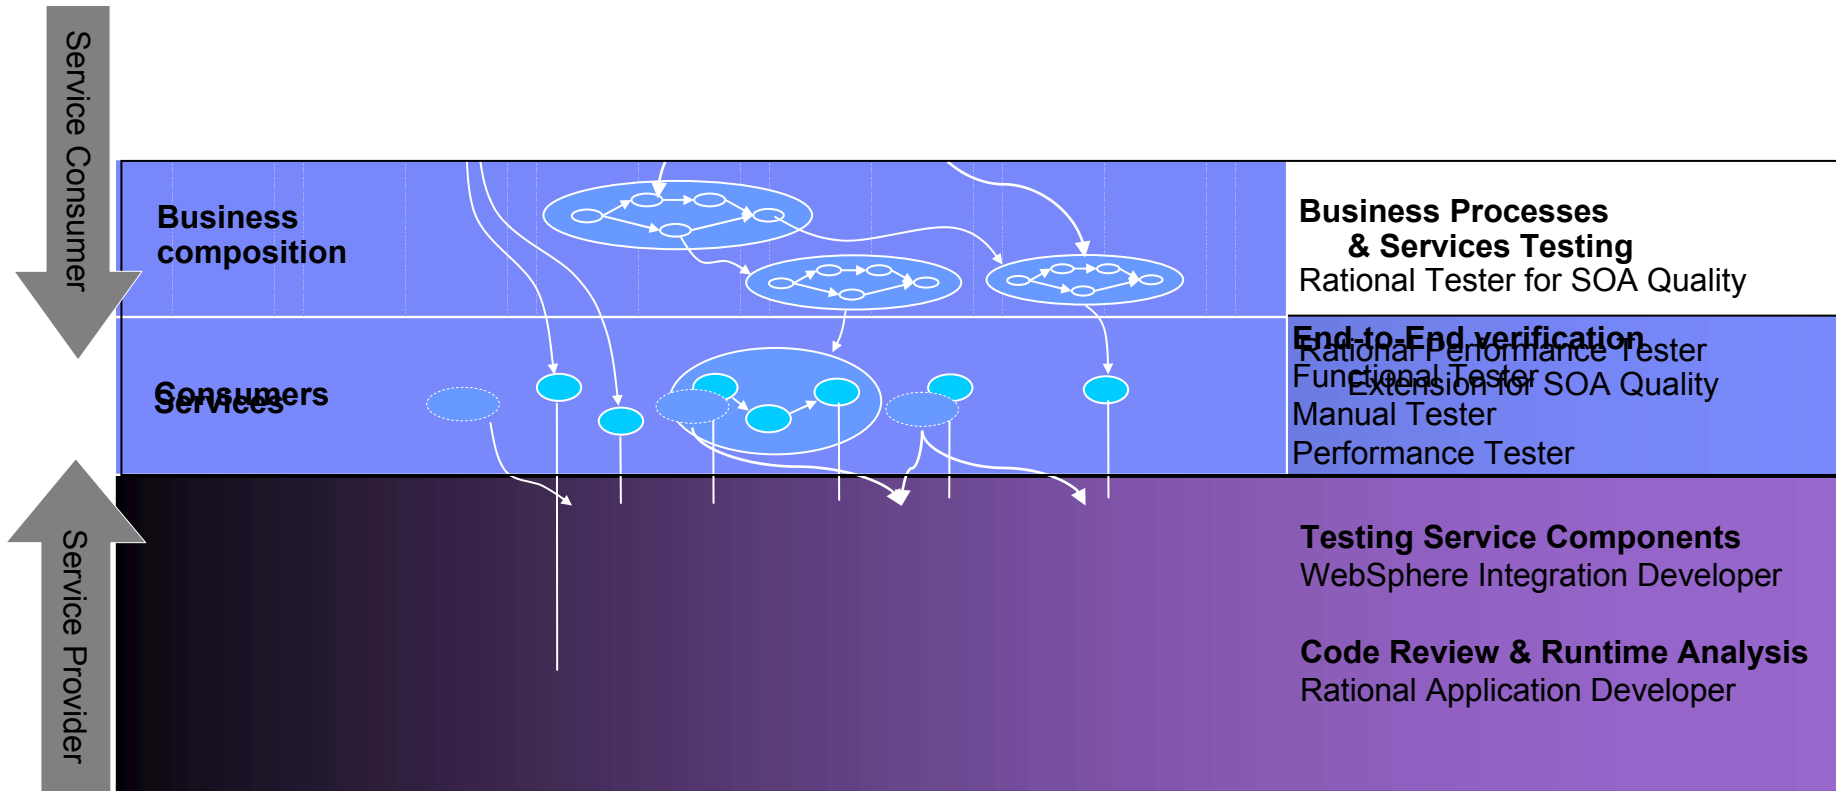 Service Consumer
Business
composition
Business Processes
& Services Testing
Rational Tester for SOA Quality
Consumers
Services
End-to-End verification
Rational Performance Tester
Functional Tester
Extension for SOA Quality
Manual Tester
Performance Tester
Service Provider
Testing Service Components
WebSphere Integration Developer
Code Review & Runtime Analysis
Rational Application Developer